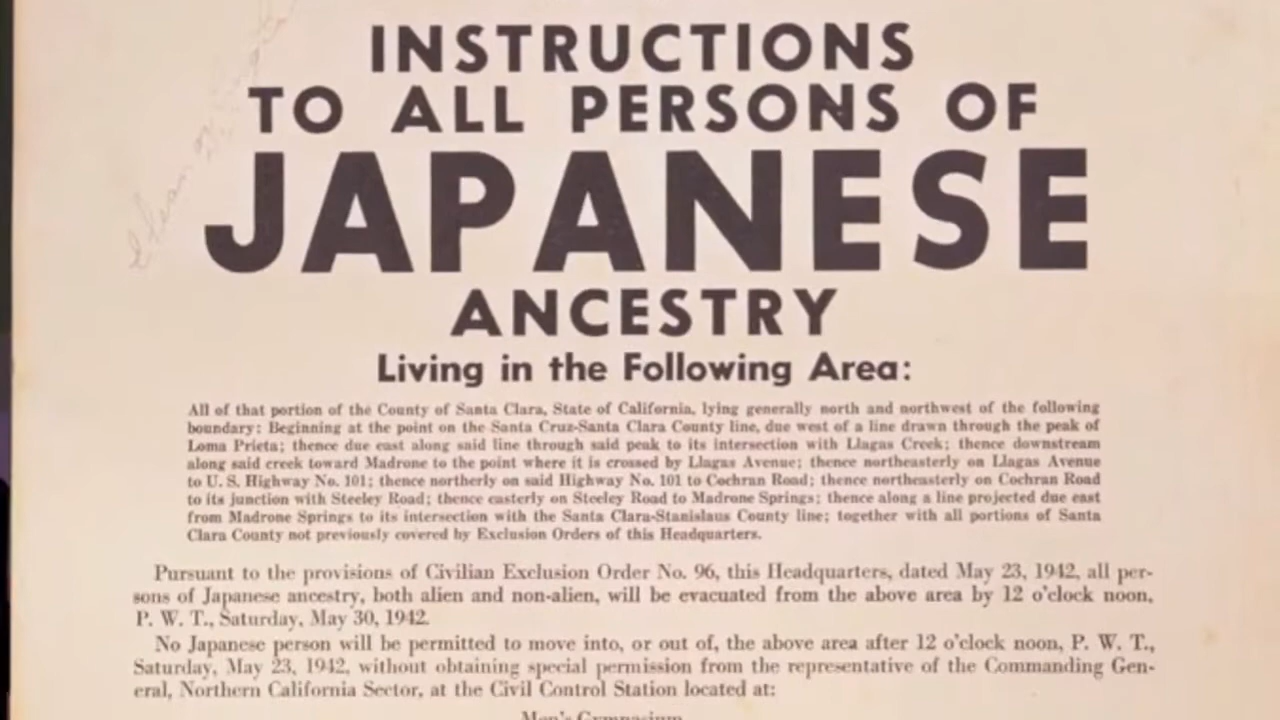 INSTRUCTIONS
TO ALL PERSONS OF
JAPANESE
ANCESTRY
Living in the Following Area:
All of that portion of the County of Santa Clara, State of California, lying generally north and northwest of the following
boundary: Beginning at the point on the Santa Cruz-Santa Clara County line, due west of a line drawn through the peak of
Loma Prieta; thence due east along said line through said peak to its intersection with Llagas Creek; thence downstream
along said creek toward Madrone to the point where it is crossed by Llagas Avenue; thence northeasterly on Llagas Avenue
to U. S. Highway No. 101; thence northerly on said Highway No. 101 to Cochran Road; thence northeasterly on Cochran Road
to its junction with Steeley Road; thence easterly on Steeley Road to Madrone Springs; thence along a line projected due east
from Madrone Springs to its intersection with the Santa Clara-Stanislaus County line; together with all portions of Santa
Clara County not previously covered by Exclusion Orders of this Headquarters.
Pursuant to the provisions of Civilian Exclusion Order No. 96, this Headquarters, dated May 23, 1942, all per-
sons of Japanese ancestry, both alien and non-alien, will be evacuated from the above area by 12 o'clock noon,
P. W. T., Saturday, May 30, 1942.
No Japanese person will be permitted to move into, or out of, the above area after 12 o'clock noon, P. W. T.,
Saturday, May 23, 1942, without obtaining special permission from the representative of the Commanding Gen-
eral, Northern California Sector, at the Civil Control Station located at:
Men's Gymnasium